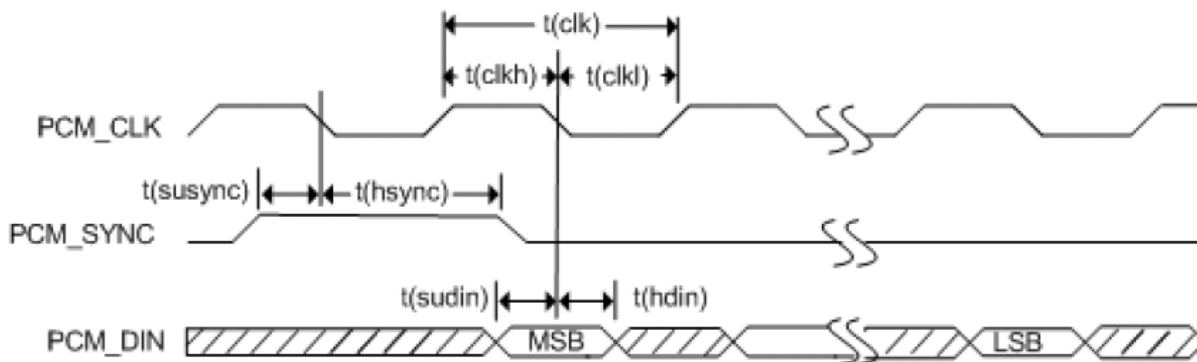 t(clk)
t(clkh)
t(clkl)
PCM_CLK
t(susync)
t(hsync)
PCM_SYNC
t(sudin)
t(hdin)
PCM_DIN
MSB
LSB